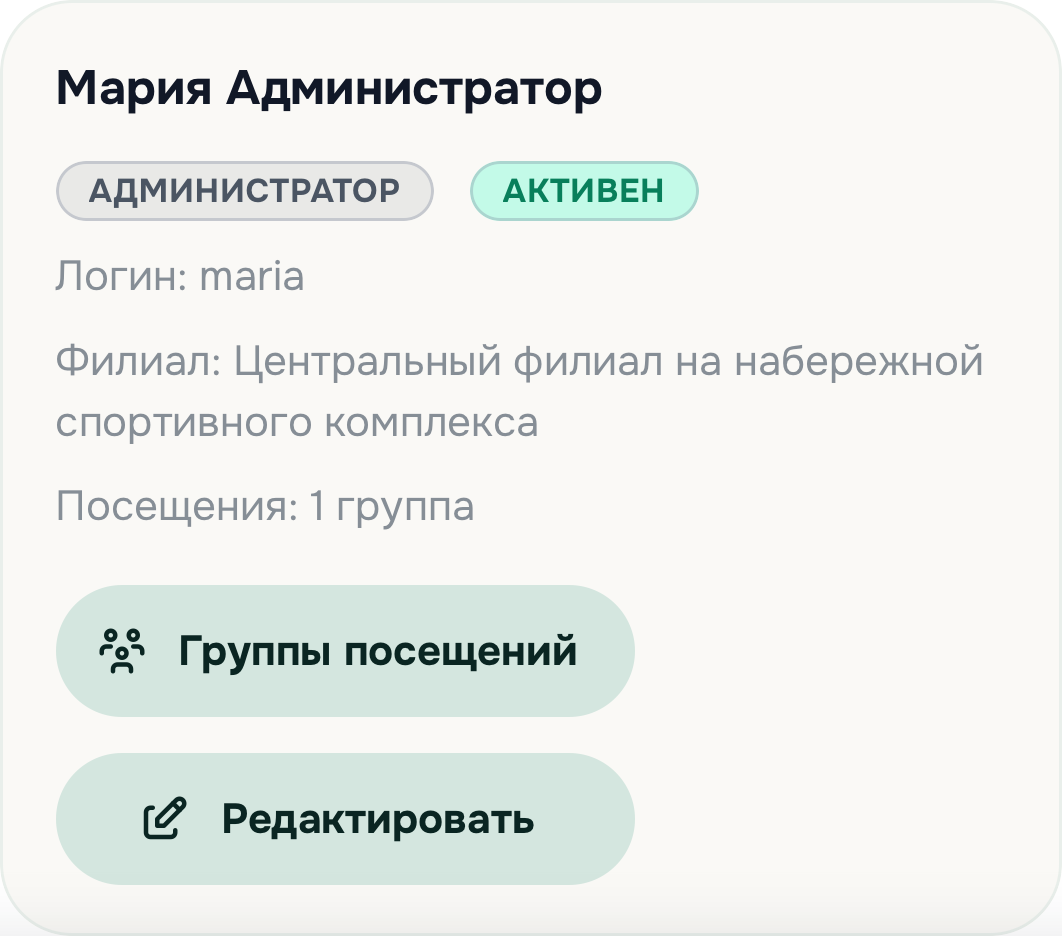 Мария Администратор
АДМИНИСТРАТОР АКТИВЕН
Логин: maria
Филиал: Центральный филиал на набережной
спортивного комплекса
Посещения: 1 группа
Группы посещений
Редактировать